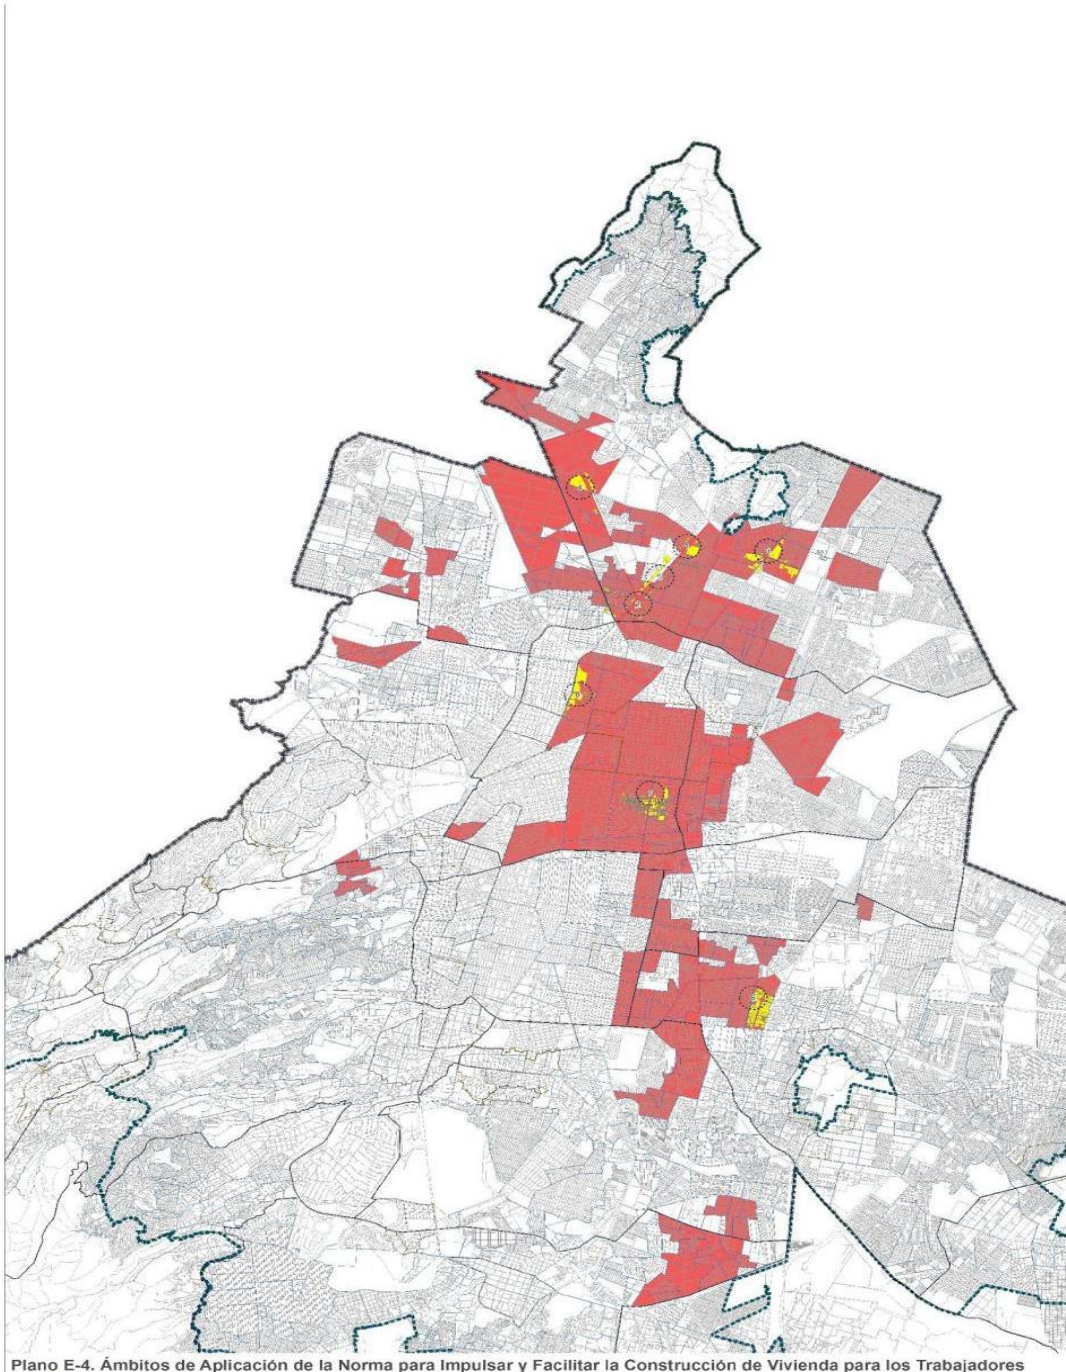 Plano E-4. Ámbitos de Aplicación de la Norma para Impulsar y Facilitar la Construcción de Vivienda para los Trabajadores